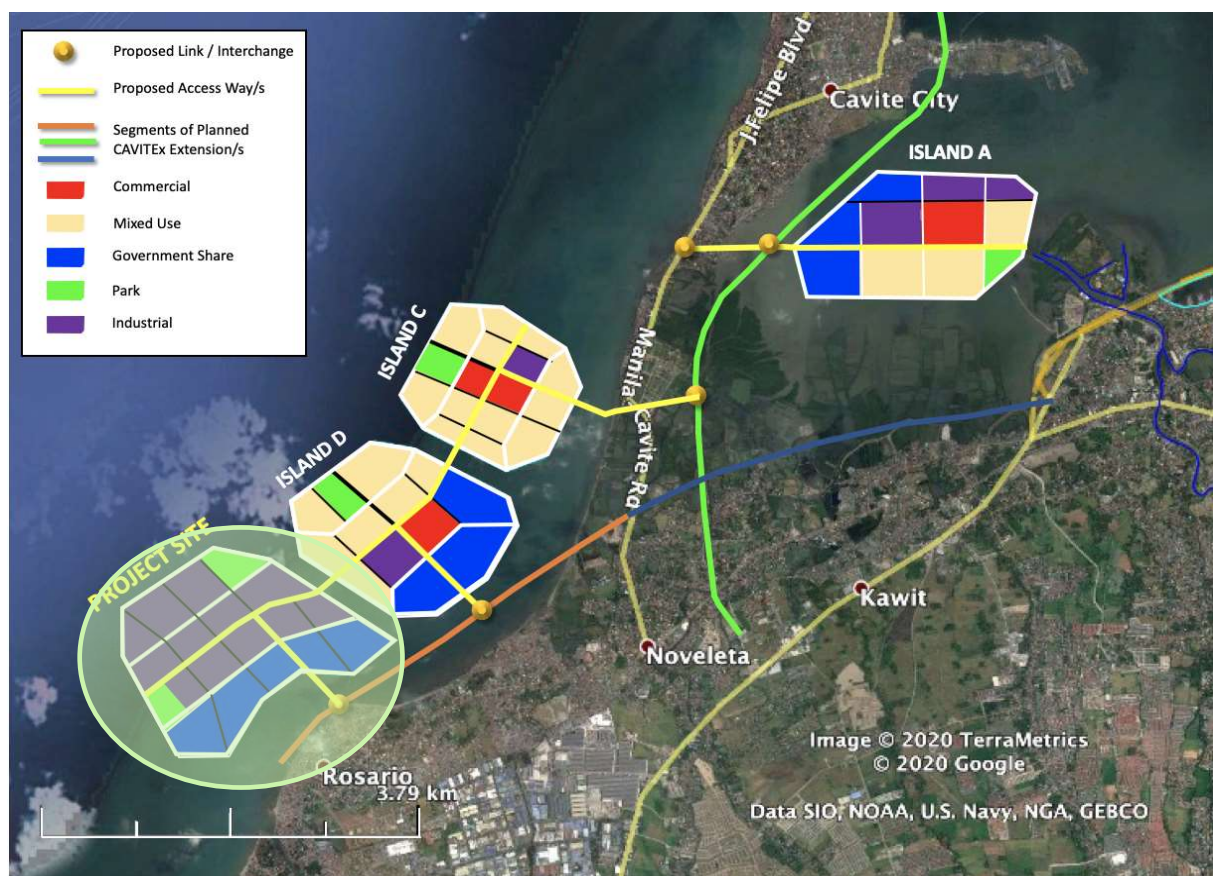 Proposed Link / Interchange
Proposed Access Way/s
Segments of Planned
CAVITEx Extension/s
Commercial
Mixed Use
Government Share
Park
Industrial
J.Felipe Blvd
Cavite City
ISLAND A
ISLAND C
Manila Cavite Rd
ISLAND D
PROJECT SITE
Kawit
Noveleta
Rosario
3.79 km
Image © 2020 TerraMetrics
© 2020 Google
Data SIO, NOAA, U.S. Navy, NGA, GEBCO